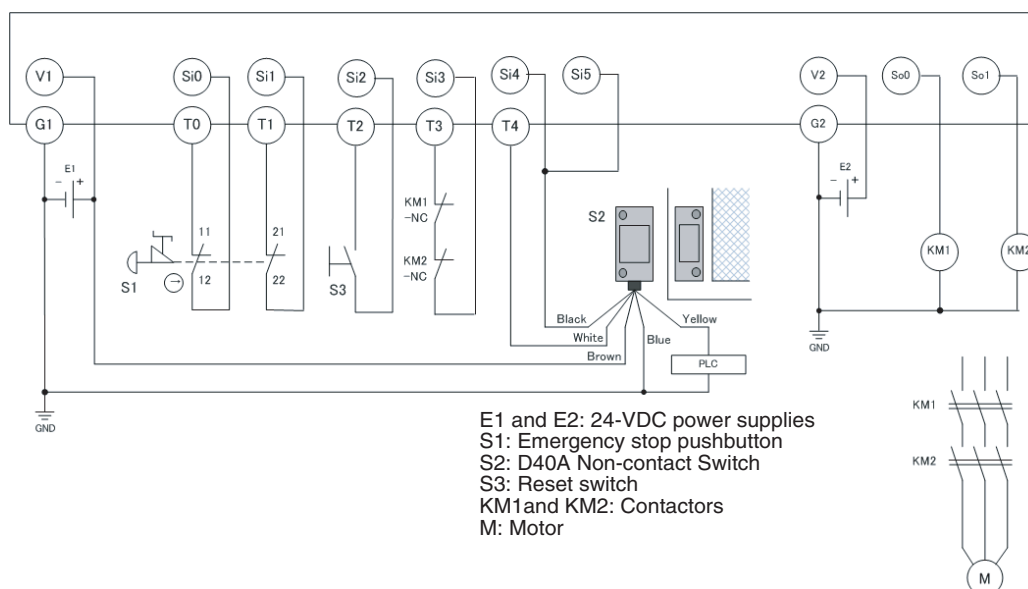 V1 Si0 Si1 Si2 Si3 Si4 Si5 V2 So0 So1
G1 T0 T1 T2 T3 T4 G2
E1
- +
E2
- +
KM1
-NC
KM2
-NC
S2
11
12
21
22
S1
S3
KM1
KM2
Black
White
Brown
Blue
Yellow
PLC
GND
GND
E1 and E2: 24-VDC power supplies
S1: Emergency stop pushbutton
S2: D40A Non-contact Switch
S3: Reset switch
KM1and KM2: Contactors
M: Motor
KM1
KM2
M